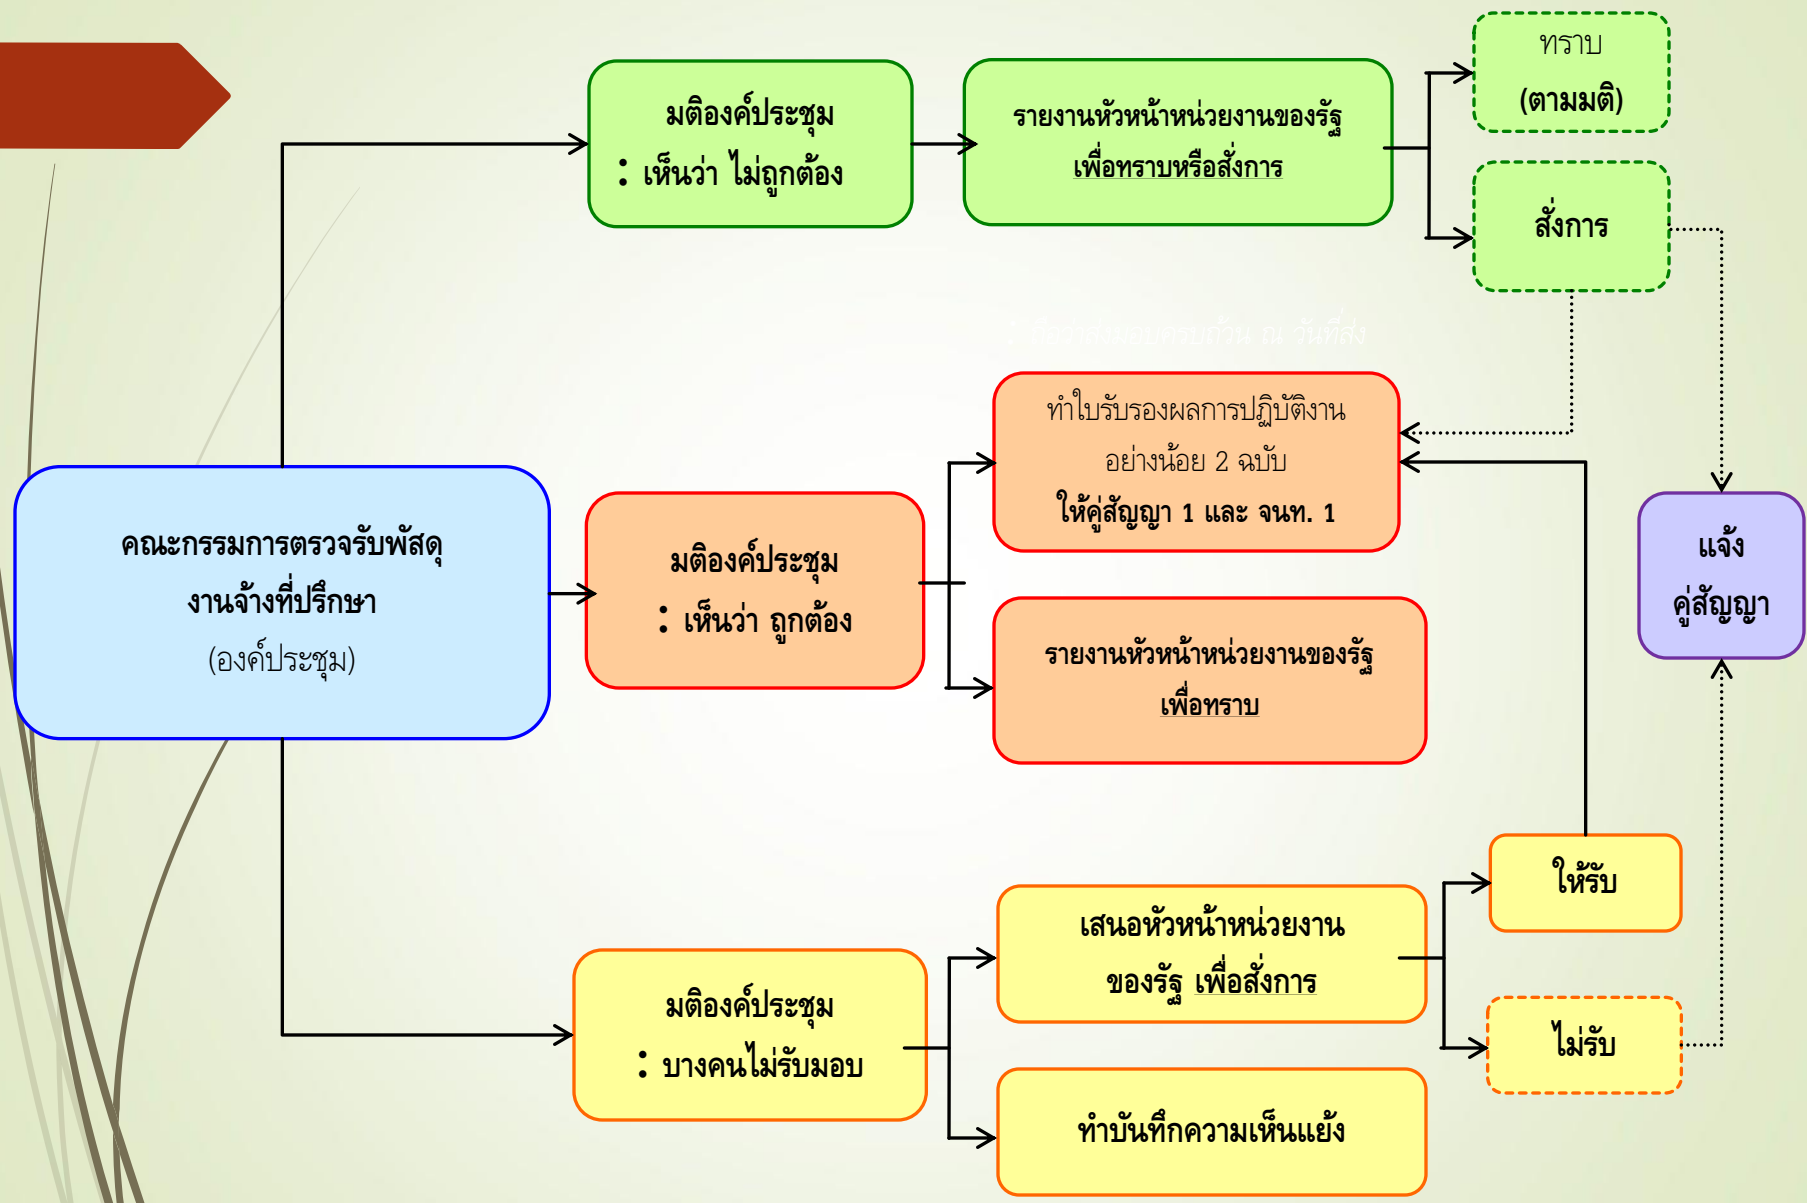 มติองค์ประชุม
: เห็นว่า ไม่ถูกต้อง
รายงานหัวหน้าหน่วยงานของรัฐ
เพื่อทราบหรือสั่งการ
ทราบ
(ตามมติ)
สั่งการ
ณ วันที่ส่ง
คณะกรรมการตรวจรับพัสดุ
งานจ้างที่ปรึกษา
(องค์ประชุม)
มติองค์ประชุม
: เห็นว่า ถูกต้อง
ทำใบรับรองผลการปฏิบัติงาน
อย่างน้อย 2 ฉบับ
ให้คู่สัญญา 1 และ จนท. 1
รายงานหัวหน้าหน่วยงานของรัฐ
เพื่อทราบ
แจ้ง
คู่สัญญา
มติองค์ประชุม
: บางคนไม่รับมอบ
เสนอหัวหน้าหน่วยงาน
ของรัฐ เพื่อสั่งการ
ทำบันทึกความเห็นแย้ง
ให้รับ
ไม่รับ